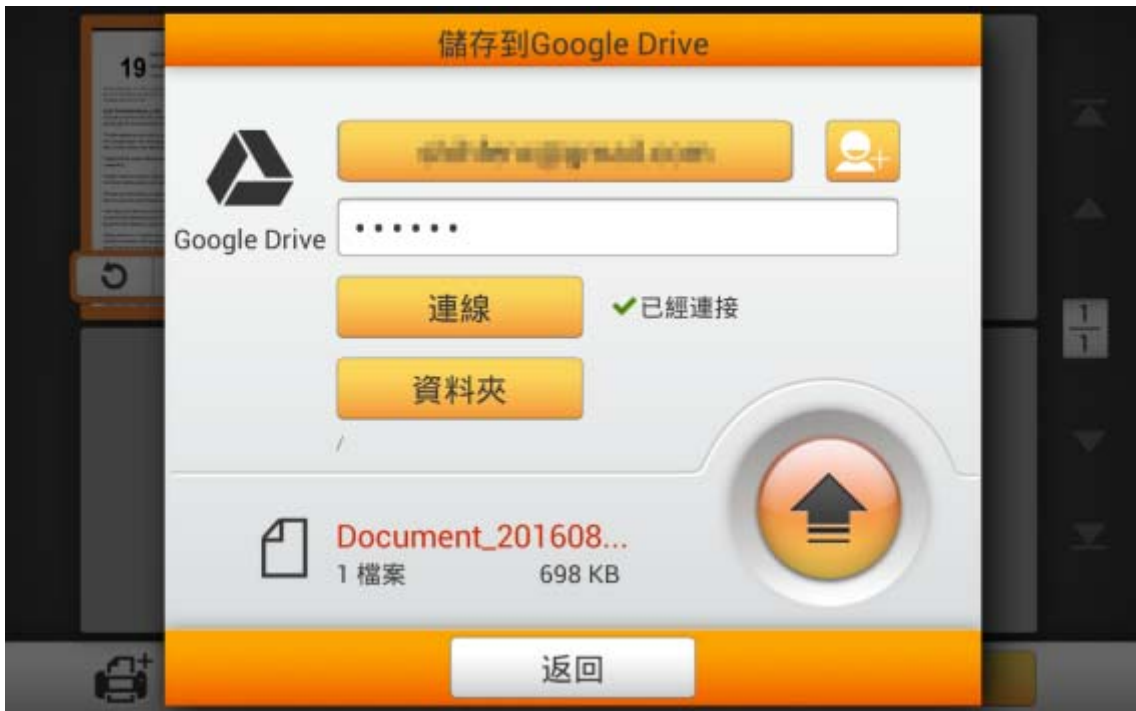 儲存到Google Drive
19
Google Drive
••••••
連線
✔已經連接
資料夾
/
1
1
Document_201608...
1 檔案 698 KB
返回